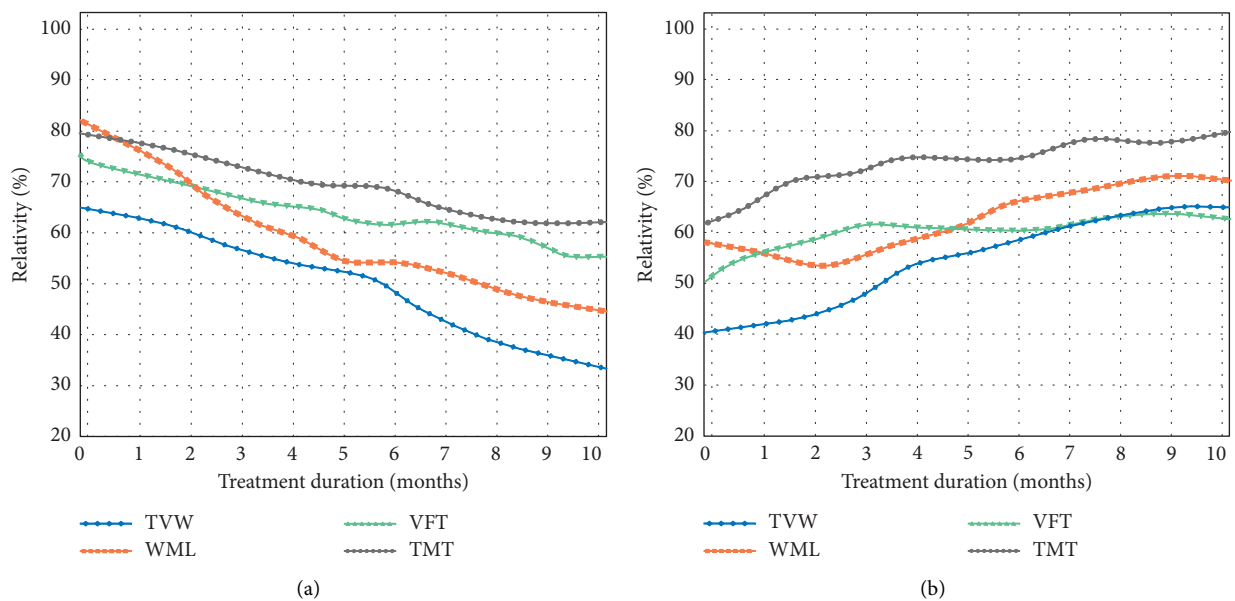 100
90
80
70
60
50
40
30
20
Relativity (%)
0 1 2 3 4 5 6 7 8 9 10
Treatment duration (months)
TVW VFT
WML TMT
(a)
100
90
80
70
60
50
40
30
20
Relativity (%)
0 1 2 3 4 5 6 7 8 9 10
Treatment duration (months)
TVW VFT
WML TMT
(b)